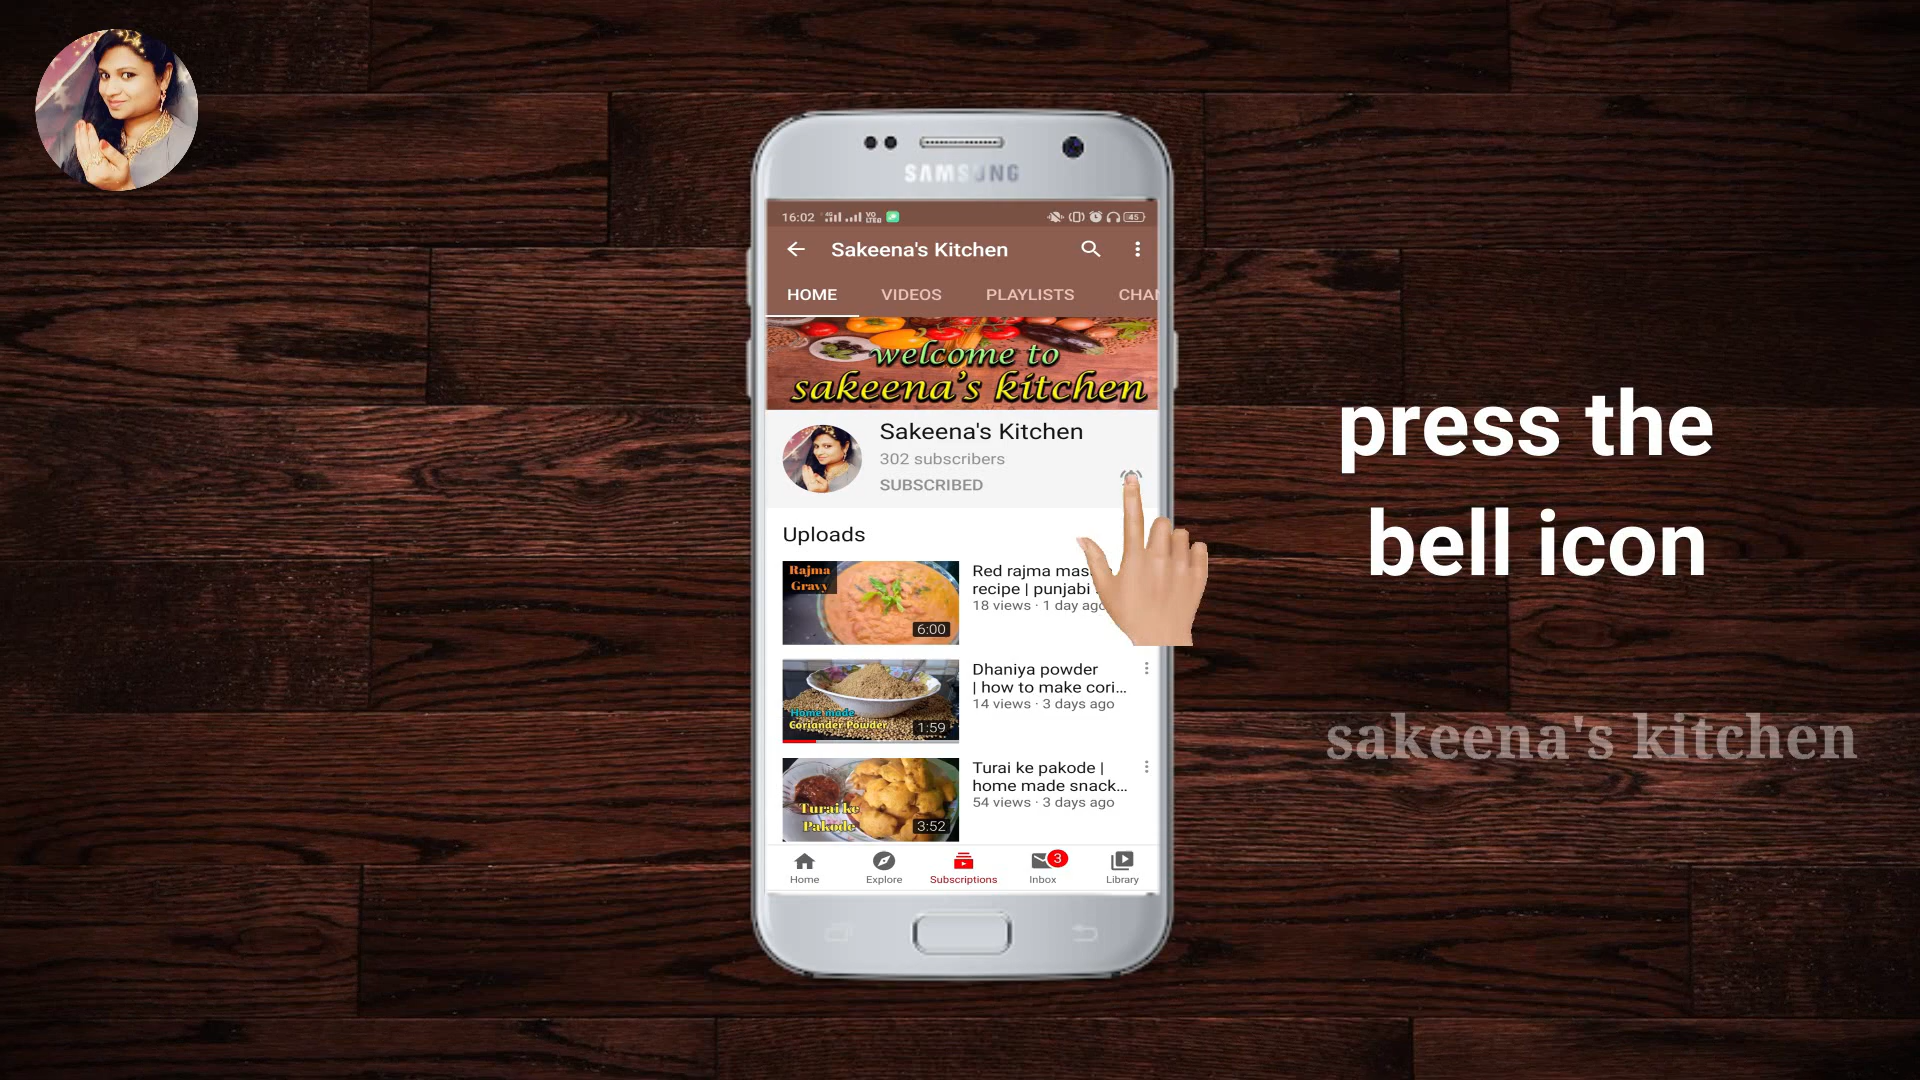 SAMSUNG
16:02
Sakeena's Kitchen
HOME VIDEOS PLAYLISTS CHAN
welcome to
sakeena's kitchen
Sakeena's Kitchen
302 subscribers
SUBSCRIBED
Uploads
Rajma
Gravy
6:00
Red rajma mas
recipe | punjabi
18 views · 1 day ago
Home made
Coriander Powder
1:59
Dhaniya powder
| how to make cori...
14 views · 3 days ago
Turai ke
Pakode
3:52
Turai ke pakode |
home made snack...
54 views · 3 days ago
3
Home Explore Subscriptions Inbox Library
press the
bell icon
sakeena's kitchen